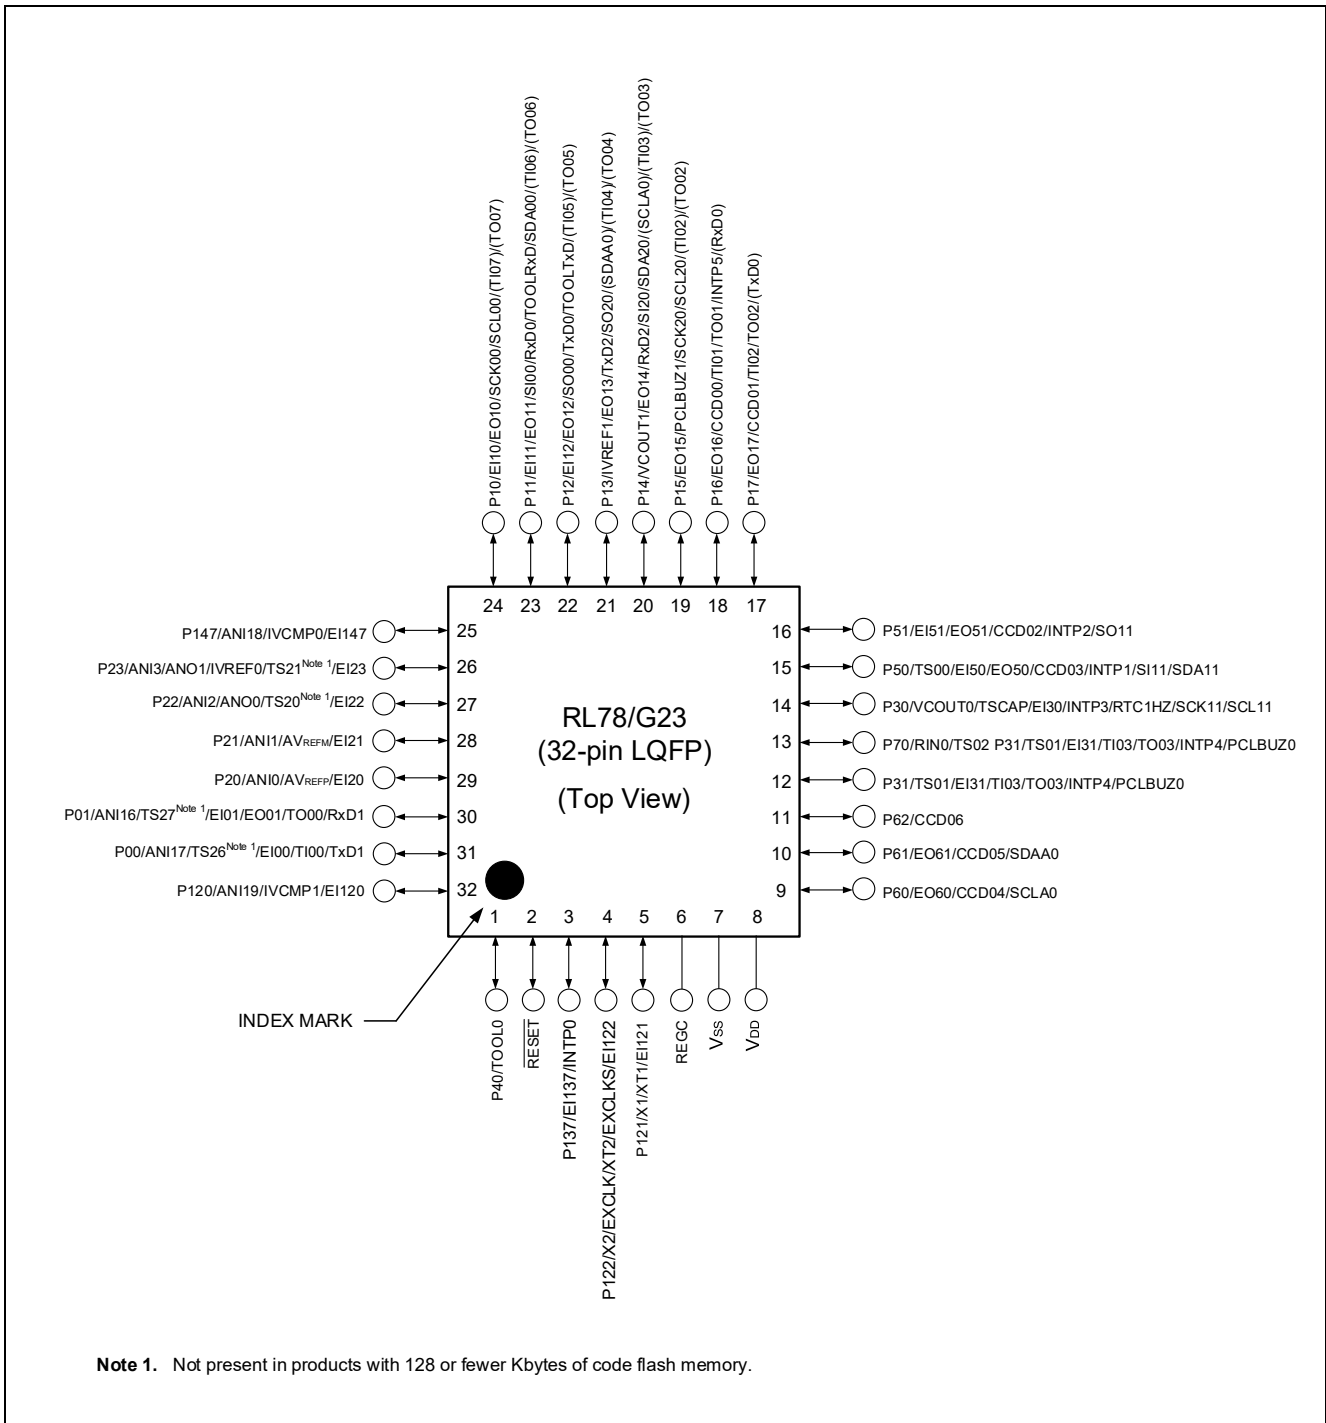 P10/EI10/EO10/SCK00/SCL00/(TI07)/(TO07)
P11/EI11/EO11/SI00/RxD0/TOOLRxD/SDA00/(TI06)/(TO06)
P12/EI12/EO12/SO00/TxD0/TOOLTxD/(TI05)/(TO05)
P13/IVREF1/EO13/TxD2/SO20/(SDAA0)/(TI04)/(TO04)
P14/VCOUT1/EO14/RxD2/SI20/SDA20/(SCLA0)/(TI03)/(TO03)
P15/EO15/PCLBUZ1/SCK20/SCL20/(TI02)/(TO02)
P16/EO16/CCD00/TI01/TO01/INTP5/(RxD0)
P17/EO17/CCD01/TI02/TO02/(TxD0)
24 23 22 21 20 19 18 17
P147/ANI18/IVCMP0/EI147 25
P23/ANI3/ANO1/IVREF0/TS21Note 1/EI23 26
P22/ANI2/ANO0/TS20Note 1/EI22 27
P21/ANI1/AVREFM/EI21 28
P20/ANI0/AVREFP/EI20 29
P01/ANI16/TS27Note 1/EI01/EO01/TO00/RxD1 30
P00/ANI17/TS26Note 1/EI00/TI00/TxD1 31
P120/ANI19/IVCMP1/EI120 32
RL78/G23
(32-pin LQFP)
(Top View)
16 P51/EI51/EO51/CCD02/INTP2/SO11
15 P50/TS00/EI50/EO50/CCD03/INTP1/SI11/SDA11
14 P30/VCOUT0/TSCAP/EI30/INTP3/RTC1HZ/SCK11/SCL11
13 P70/RIN0/TS02 P31/TS01/EI31/TI03/TO03/INTP4/PCLBUZ0
12 P31/TS01/EI31/TI03/TO03/INTP4/PCLBUZ0
11 P62/CCD06
10 P61/EO61/CCD05/SDAA0
9 P60/EO60/CCD04/SCLA0
1 2 3 4 5 6 7 8
INDEX MARK
P40/TOOL0
RESET
P137/EI137/INTP0
P122/X2/EXCLK/XT2/EXCLKS/EI122
P121/X1/XT1/EI121
REGC
VSS
VDD
Note 1. Not present in products with 128 or fewer Kbytes of code flash memory.